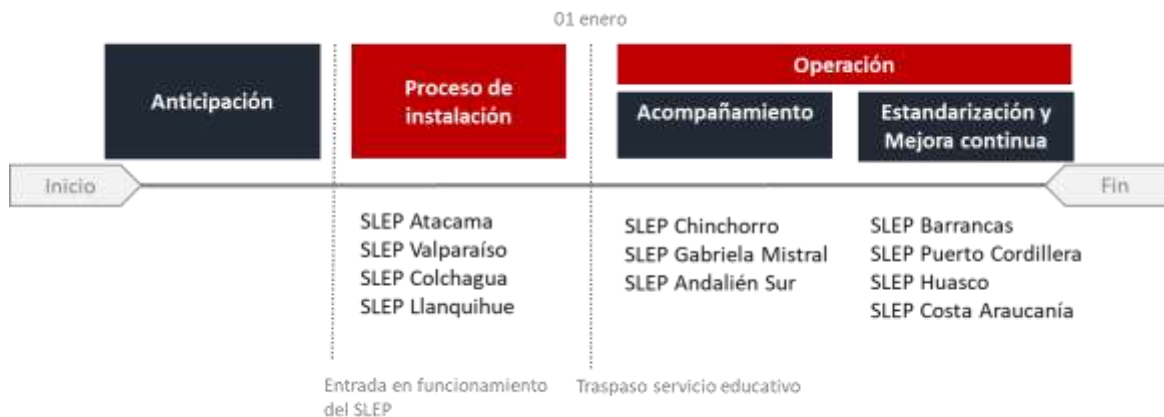 01 enero
Anticipación
Proceso de
instalación
Operación
Acompañamiento
Estandarización y
Mejora continua
Inicio
Fin
SLEP Atacama
SLEP Valparaíso
SLEP Colchagua
SLEP Llanquihue
SLEP Chinchorro
SLEP Gabriela Mistral
SLEP Andalién Sur
SLEP Barrancas
SLEP Puerto Cordillera
SLEP Huasco
SLEP Costa Araucanía
Entrada en funcionamiento
del SLEP
Traspaso servicio educativo